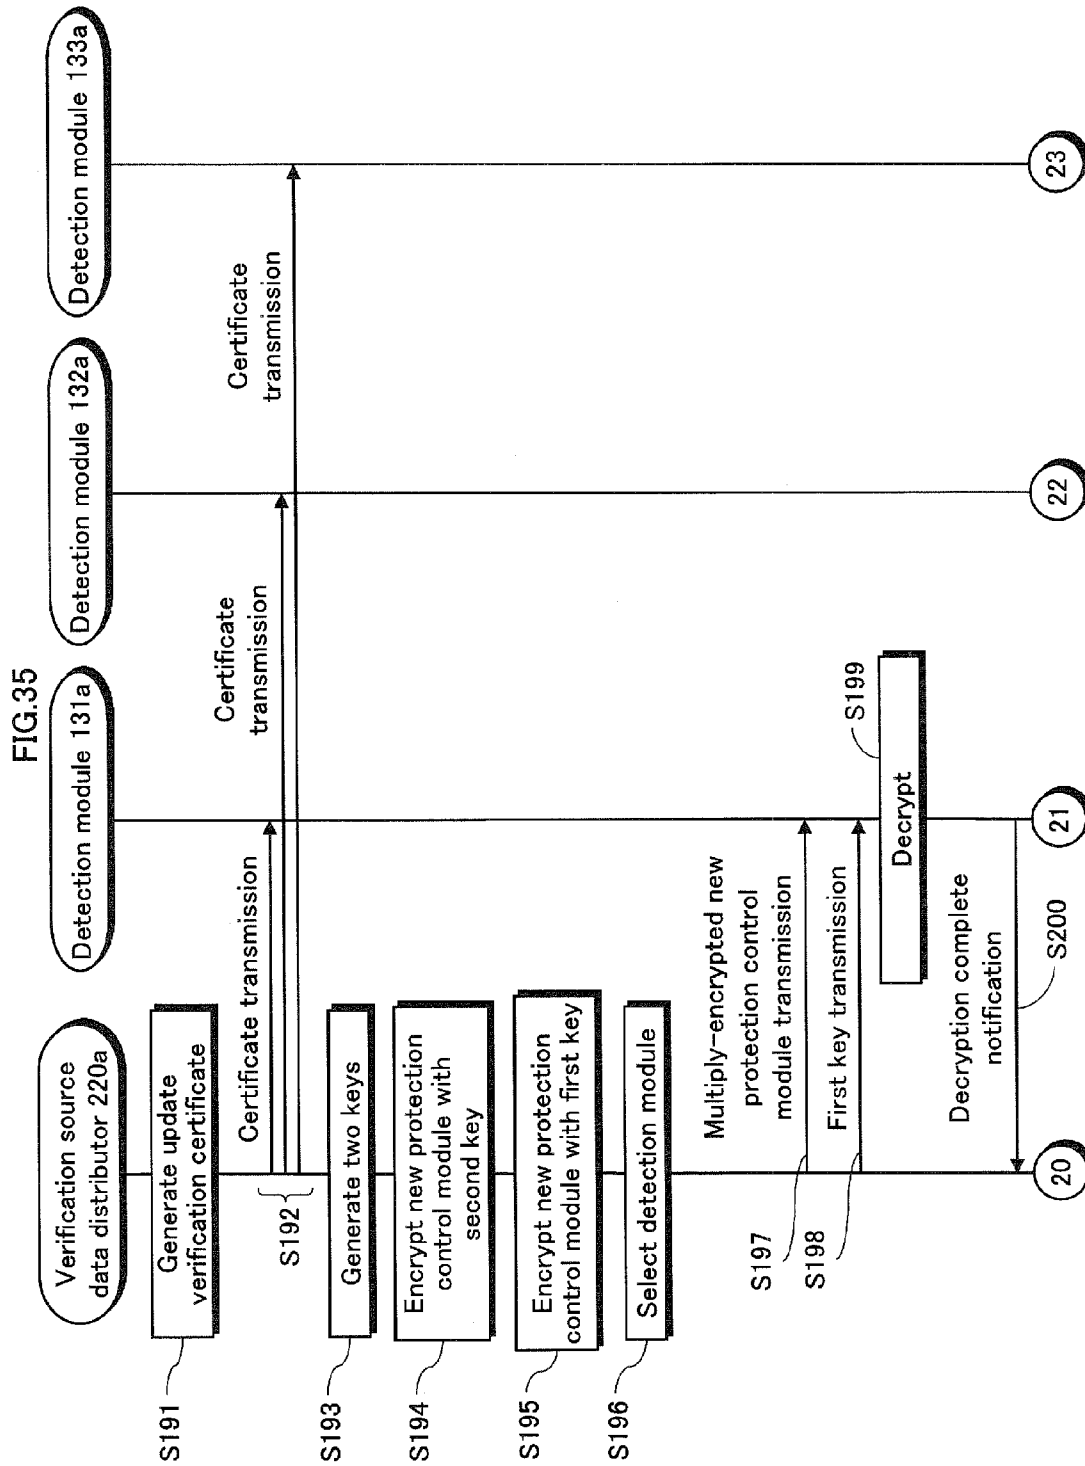 FIG.35
Verification source
data distributor 220a
Detection module 131a
Detection module 132a
Detection module 133a
S191
Generate update
verification certificate
Certificate transmission
Certificate
transmission
Certificate
transmission
S192
S193
Generate two keys
S194
Encrypt new protection
control module with
second key
S195
Encrypt new protection
control module with first key
S196
Select detection module
S197
Multiply-encrypted new
protection control
module transmission
S198
First key transmission
S199
Decrypt
Decryption complete
notification
S200
20
21
22
23